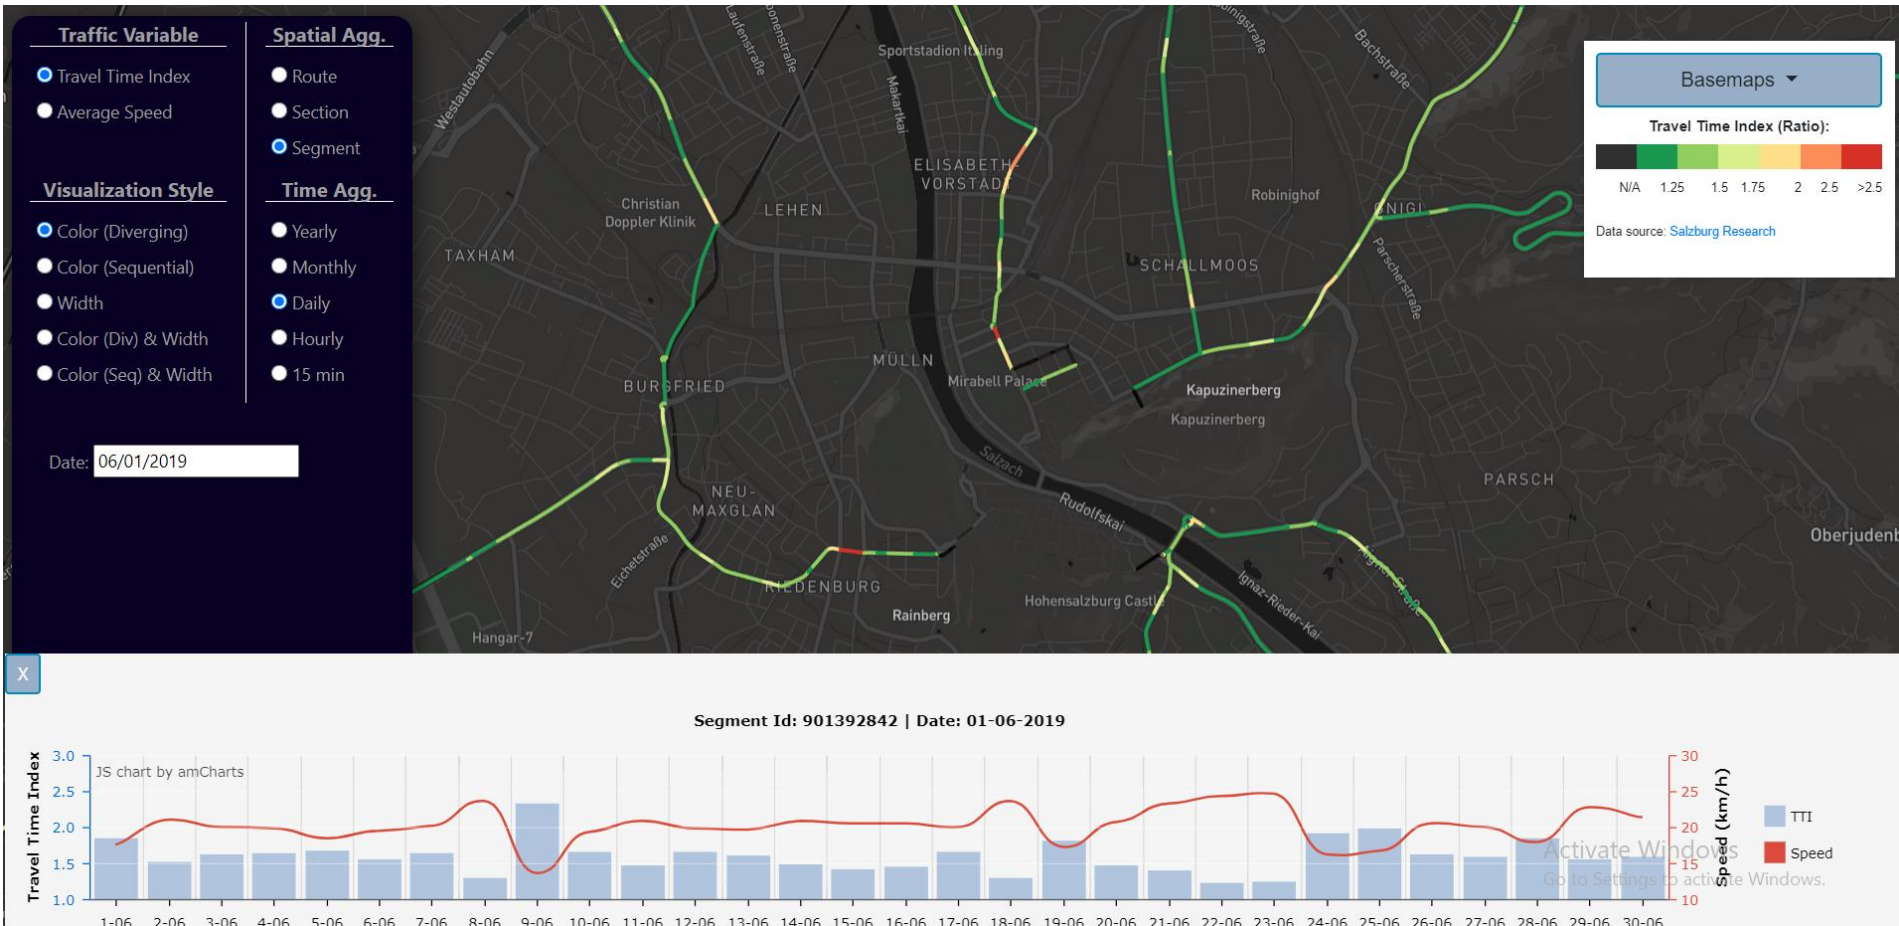 Traffic Variable
Travel Time Index
Average Speed
Spatial Agg.
Route
Section
Segment
Visualization Style
Color (Diverging)
Color (Sequential)
Width
Color (Div) & Width
Color (Seq) & Width
Time Agg.
Yearly
Monthly
Daily
Hourly
15 min
Date: 06/01/2019
Westautobahn
Laufenstraße
Sportstadion Itzling
Makartkai
Bachstraße
ELISABETH-
VORSTADT
Robinighof
Christian
Doppler Klinik
LEHEN
GNIGL
TAXHAM
SCHALLMOOS
Parscherstraße
MÜLLN
Mirabell Palace
BURGFRIED
Kapuzinerberg
Kapuzinerberg
Salzach
PARSCH
NEU-
MAXGLAN
Rudolfskai
Oberjudenb
Eichetstraße
Aigner Straße
RIEDENBURG
Ignaz-Rieder-Kai
Hohensalzburg Castle
Rainberg
Hangar-7
Basemaps
Travel Time Index (Ratio):
N/A 1.25 1.5 1.75 2 2.5 >2.5
Data source: Salzburg Research
X
Segment Id: 901392842 | Date: 01-06-2019
JS chart by amCharts
Travel Time Index
3.0
2.5
2.0
1.5
1.0
30
25
20
15
10
Speed (km/h)
TTI
Speed
Activate Windows
Go to Settings to activate Windows.
1-06 2-06 3-06 4-06 5-06 6-06 7-06 8-06 9-06 10-06 11-06 12-06 13-06 14-06 15-06 16-06 17-06 18-06 19-06 20-06 21-06 22-06 23-06 24-06 25-06 26-06 27-06 28-06 29-06 30-06